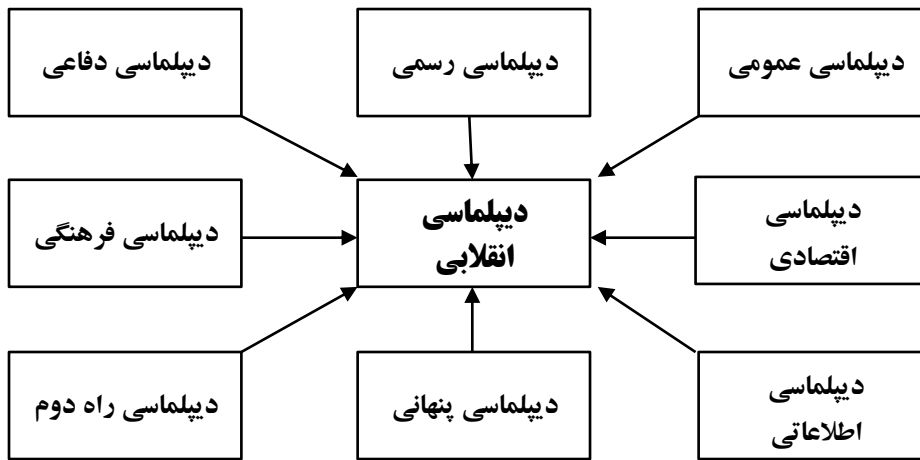 دیپلماسی عمومی
دیپلماسی رسمی
دیپلماسی دفاعی
دیپلماسی
اقتصادی
دیپلماسی
انقلابی
دیپلماسی فرهنگی
دیپلماسی
اطلاعاتی
دیپلماسی پنهانی
دیپلماسی راه دوم